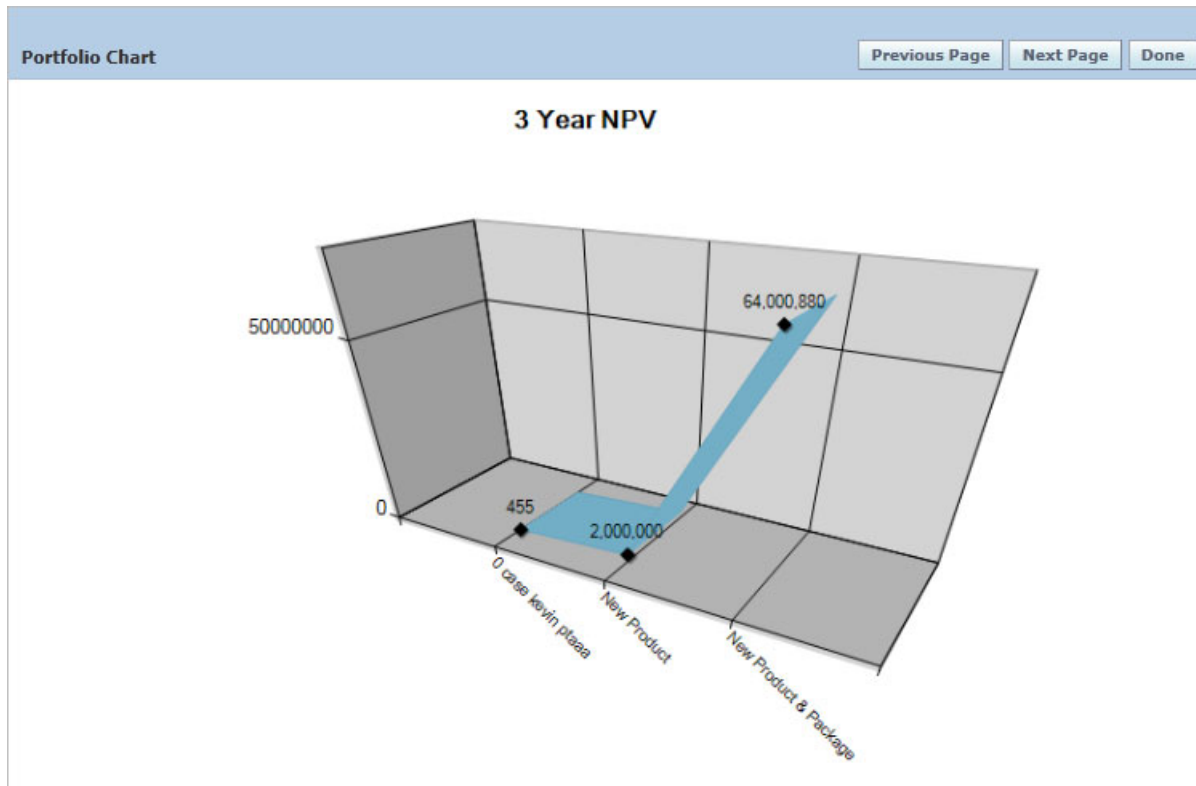 Portfolio Chart
Previous Page
Next Page
Done
3 Year NPV
64,000,880
50000000
455
0
2,000,000
0 case kevin ptaaa
New Product
New Product & Package